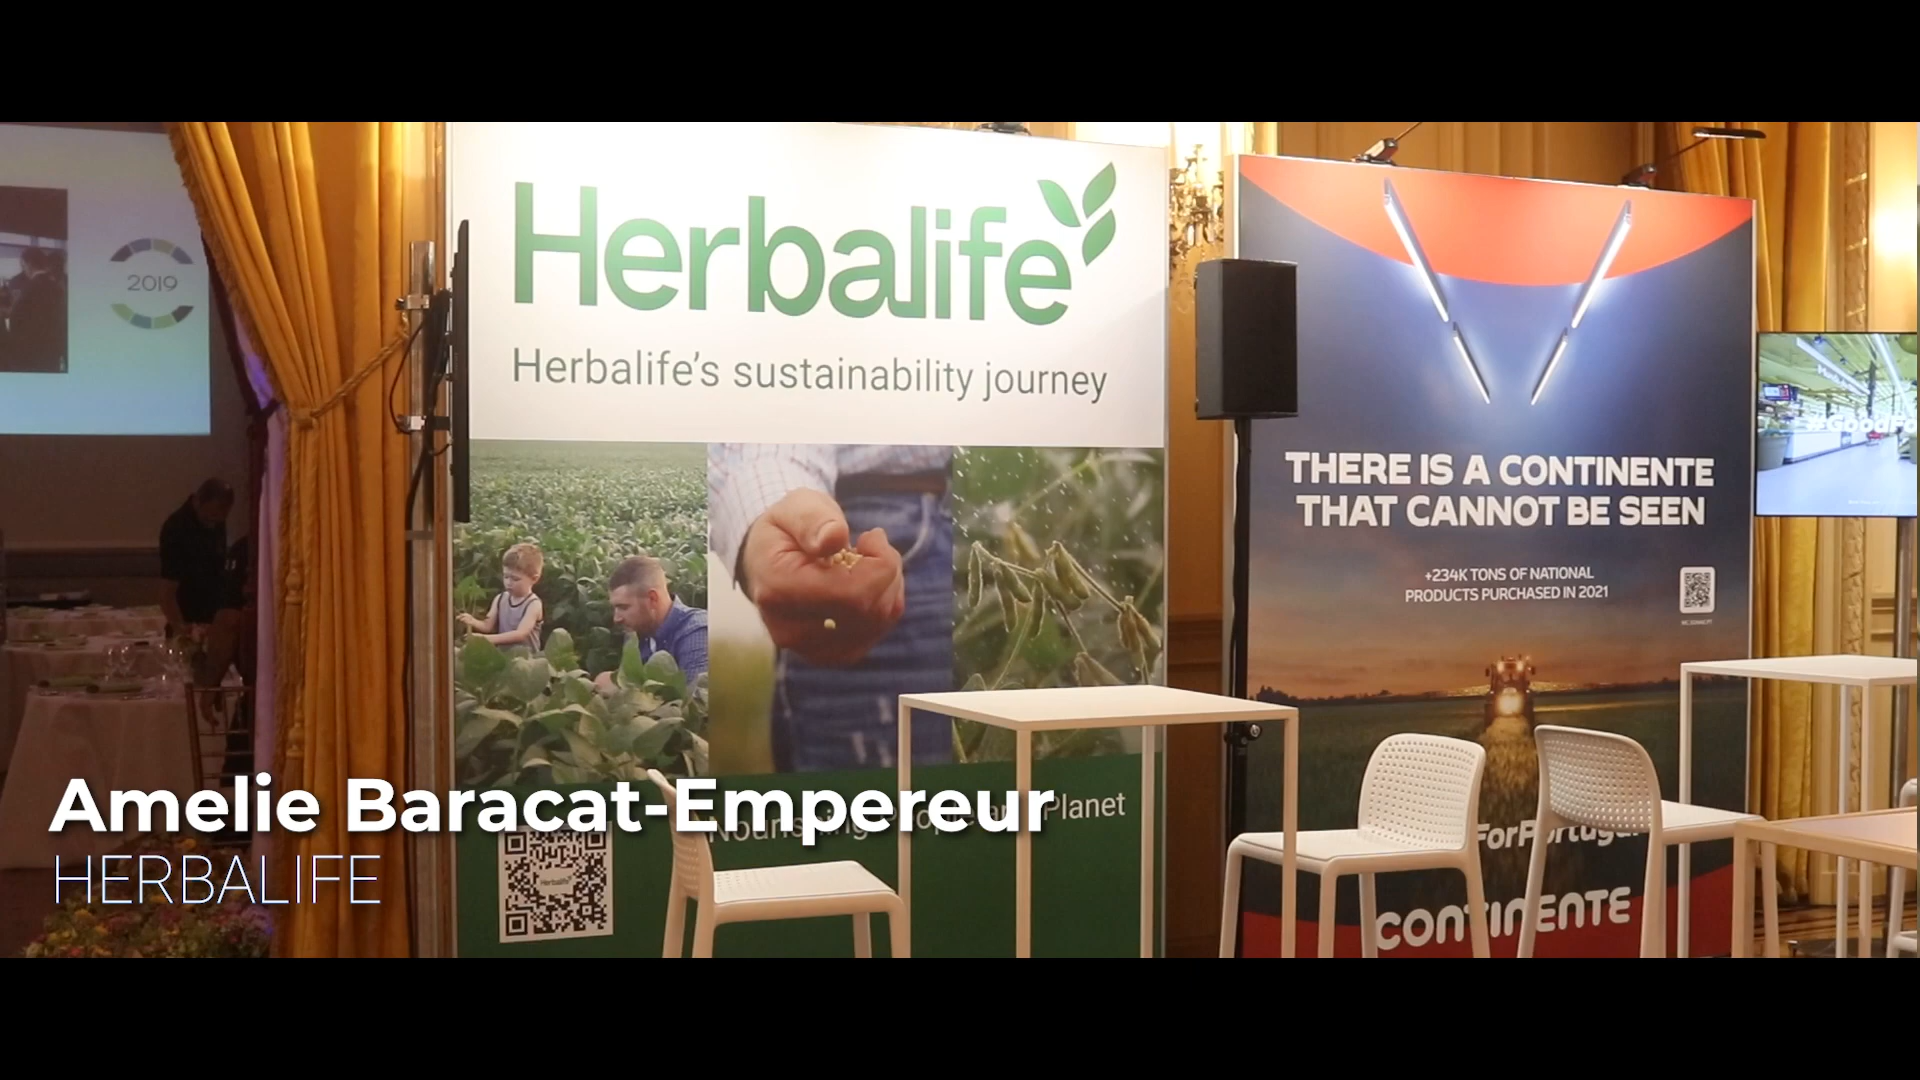 2019
Herbalife
Herbalife's sustainability journey
THERE IS A CONTINENTE
THAT CANNOT BE SEEN
+234K TONS OF NATIONAL
PRODUCTS PURCHASED IN 2021
Planet
CONTINENTE
Amelie Baracat-Empereur
HERBALIFE